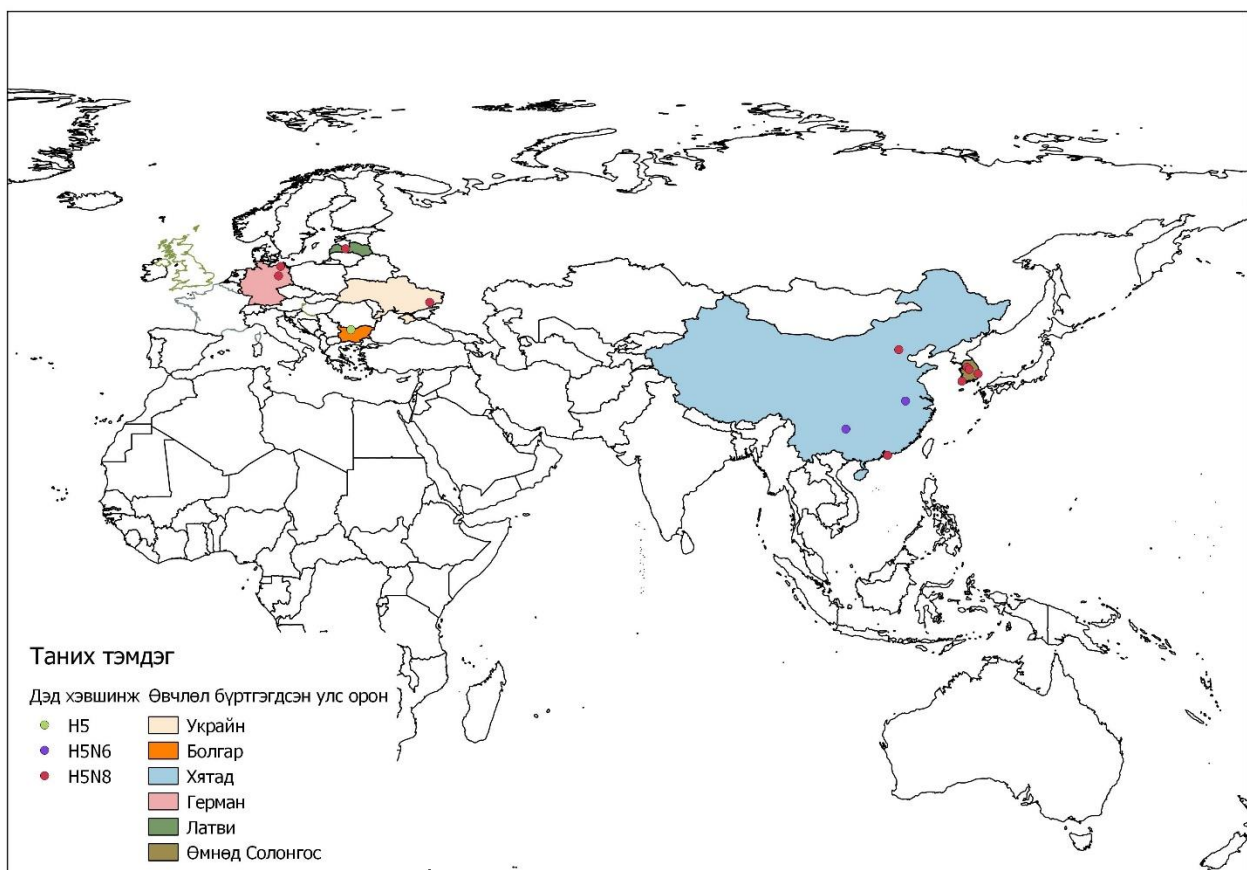 Таних тэмдэг
Дэд хэвшинж Өвчлөл бүртгэгдсэн улс орон
H5 Украйн
H5N6 Болгар
H5N8 Хятад
Герман
Латви
Өмнөд Солонгос